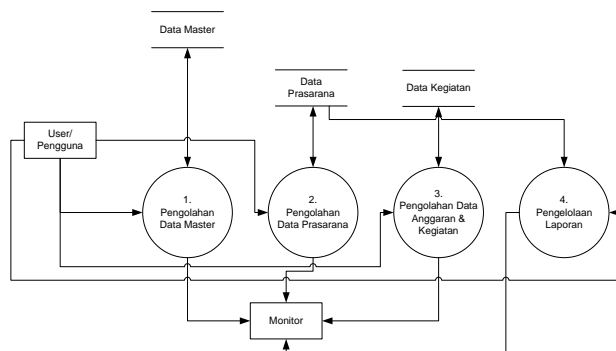 Data Master
Data
Prasarana
Data Kegiatan
User/
Pengguna
1.
Pengolahan
Data Master
2.
Pengolahan
Data Prasarana
3.
Pengolahan Data
Anggaran &
Kegiatan
4.
Pengelolaan
Laporan
Monitor